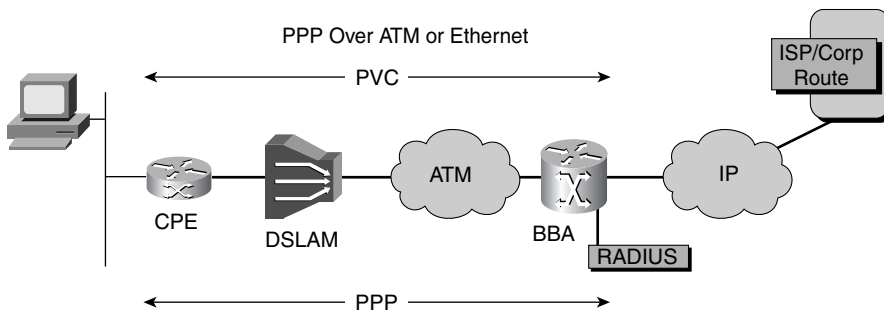 PPP Over ATM or Ethernet
PVC
ISP/Corp
Route
CPE
DSLAM
ATM
BBA
IP
RADIUS
PPP